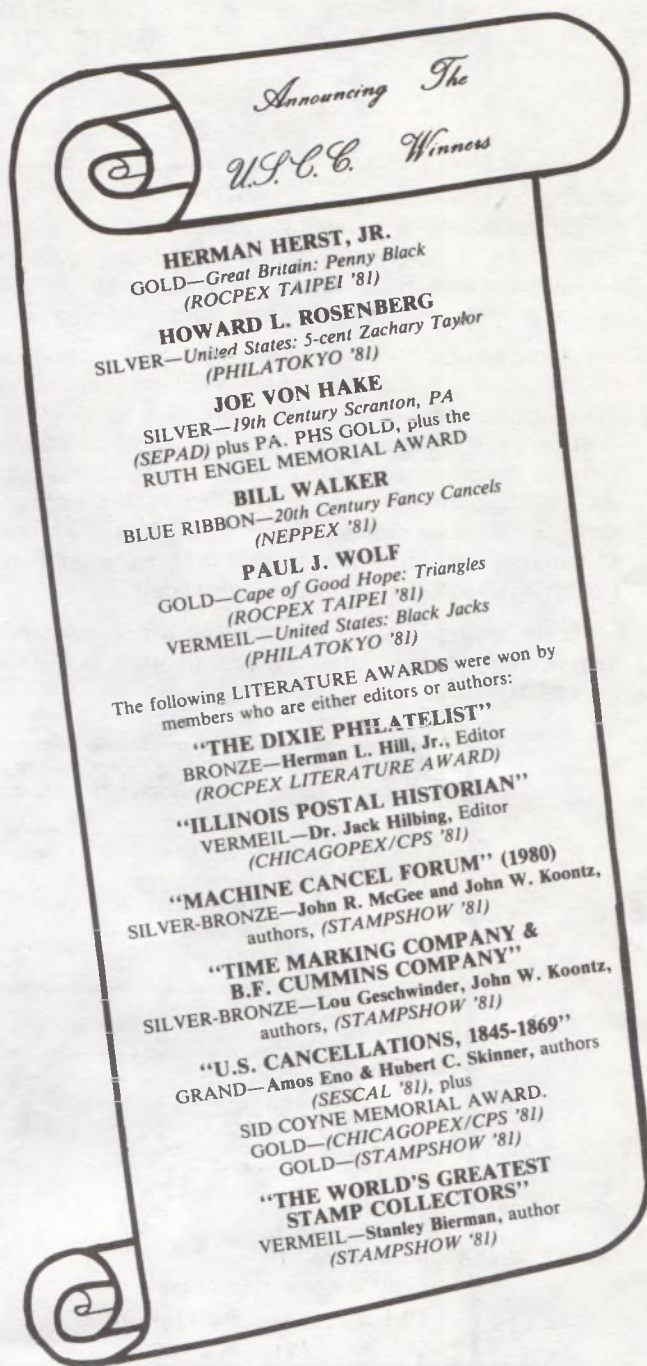 Announcing The
U.S.C.C. Winners
HERMAN HERST, JR.
GOLD—Great Britain: Penny Black
(ROCPEX TAIPEI '81)
HOWARD L. ROSENBERG
SILVER—United States: 5-cent Zachary Taylor
(PHILATOKYO '81)
JOE VON HAKE
SILVER—19th Century Scranton, PA
(SEPAD) plus PA. PHS GOLD, plus the
RUTH ENGEL MEMORIAL AWARD
BILL WALKER
BLUE RIBBON—20th Century Fancy Cancels
(NEPPEX '81)
PAUL J. WOLF
GOLD—Cape of Good Hope: Triangles
(ROCPEX TAIPEI '81)
VERMEIL—United States: Black Jacks
(PHILATOKYO '81)
The following LITERATURE AWARDS were won by
members who are either editors or authors:
"THE DIXIE PHILATELIST"
BRONZE—Herman L. Hill, Jr., Editor
(ROCPEX LITERATURE AWARD)
"ILLINOIS POSTAL HISTORIAN"
VERMEIL—Dr. Jack Hilbing, Editor
(CHICAGOPEX/CPS '81)
"MACHINE CANCEL FORUM" (1980)
SILVER-BRONZE—John R. McGee and John W. Koontz,
authors, (STAMPSHOW '81)
"TIME MARKING COMPANY &
B.F. CUMMINS COMPANY"
SILVER-BRONZE—Lou Geschwinder, John W. Koontz,
authors, (STAMPSHOW '81)
"U.S. CANCELLATIONS, 1845-1869"
GRAND—Amos Eno & Hubert C. Skinner, authors
(SESCAL '81), plus
SID COYNE MEMORIAL AWARD.
GOLD—(CHICAGOPEX/CPS '81)
GOLD—(STAMPSHOW '81)
"THE WORLD'S GREATEST
STAMP COLLECTORS"
VERMEIL—Stanley Bierman, author
(STAMPSHOW '81)